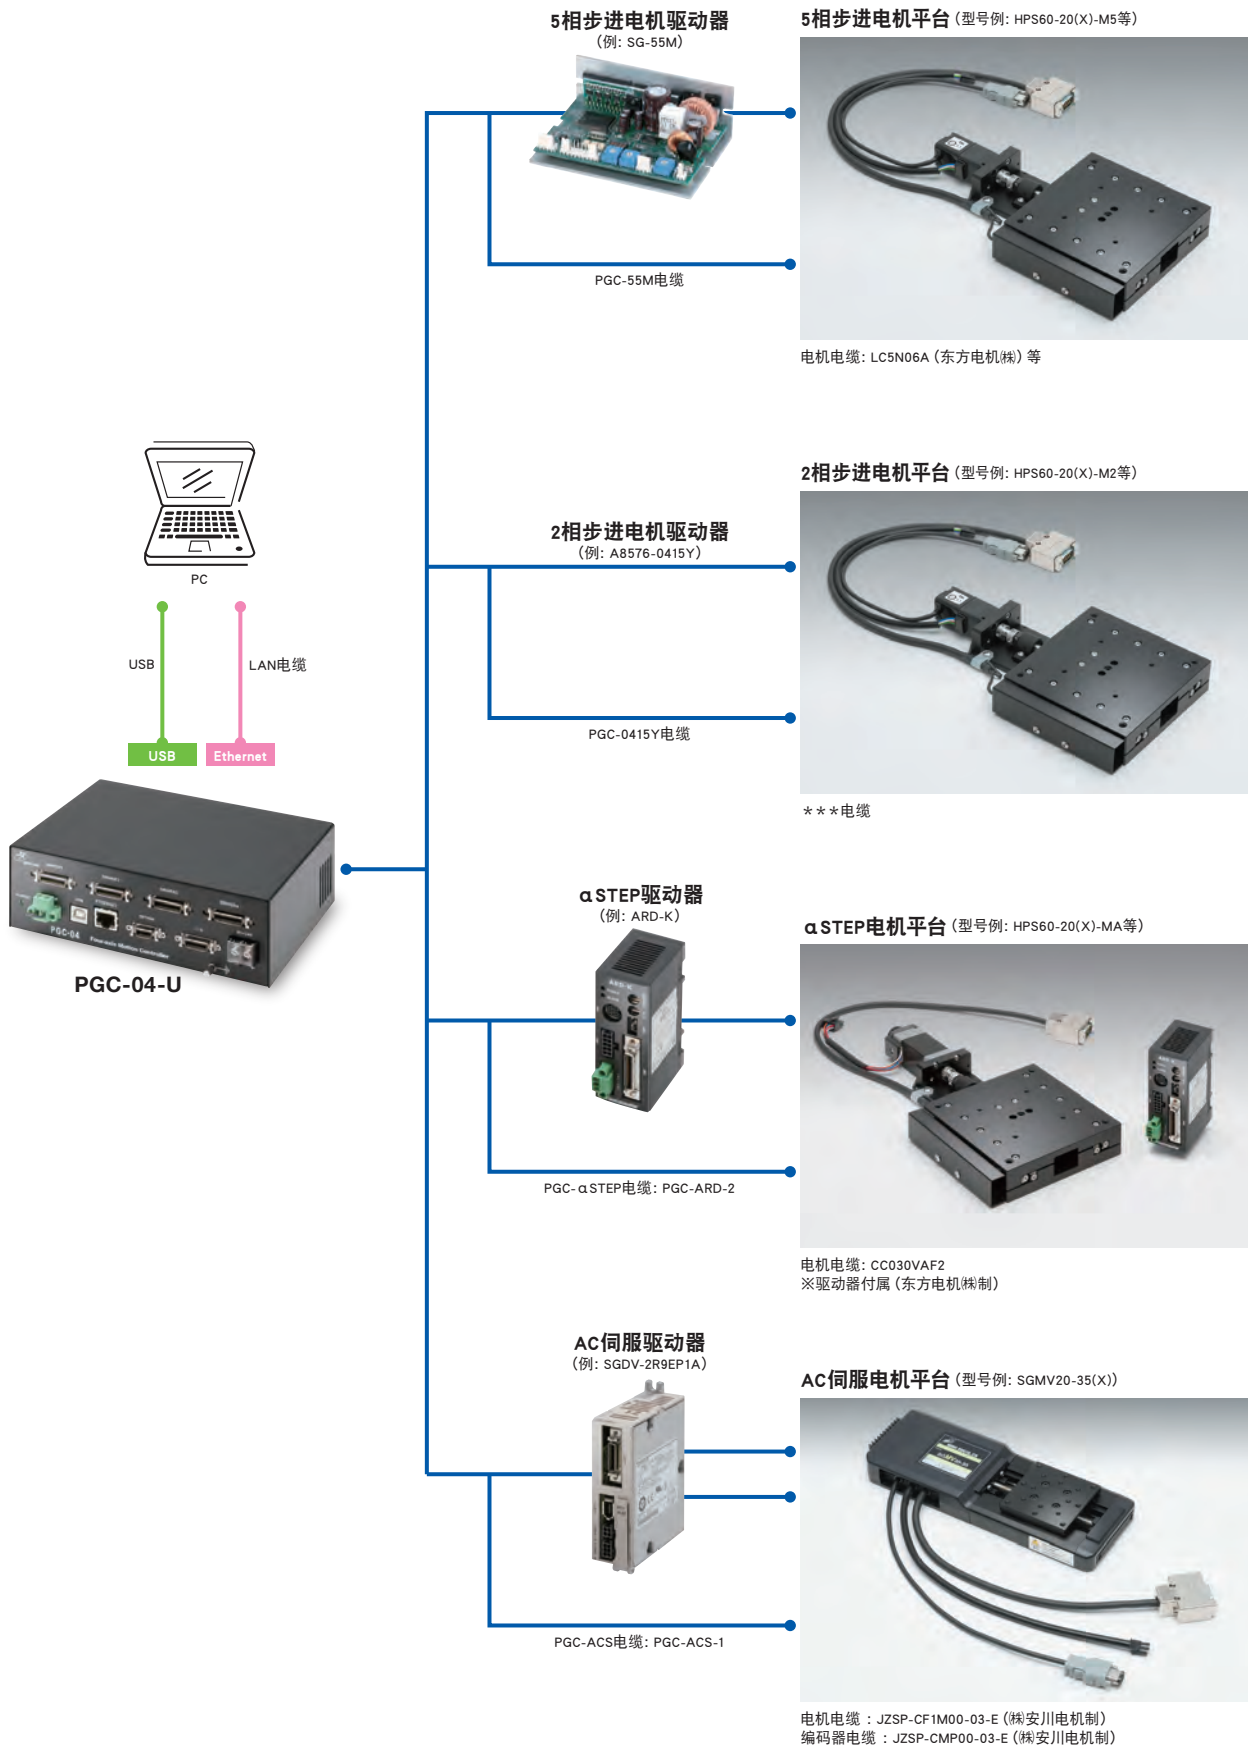 5相步进电机驱动器
(例: SG-55M)
5相步进电机平台 (型号例: HPS60-20(X)-M5等)
PGC-55M电缆
电机电缆: LC5N06A (东方电机㈱) 等
PC
USB
LAN电缆
USB
Ethernet
PGC-04
PGC-04-U
2相步进电机驱动器
(例: A8576-0415Y)
2相步进电机平台 (型号例: HPS60-20(X)-M2等)
PGC-0415Y电缆
***电缆
αSTEP驱动器
(例: ARD-K)
ARD-K
αSTEP电机平台 (型号例: HPS60-20(X)-MA等)
ARD-K
PGC-αSTEP电缆: PGC-ARD-2
电机电缆: CC030VAF2
※驱动器付属 (东方电机㈱制)
AC伺服驱动器
(例: SGDV-2R9EP1A)
AC伺服电机平台 (型号例: SGMV20-35(X))
PGC-ACS电缆: PGC-ACS-1
电机电缆 : JZSP-CF1M00-03-E (㈱安川电机制)
编码器电缆 : JZSP-CMP00-03-E (㈱安川电机制)